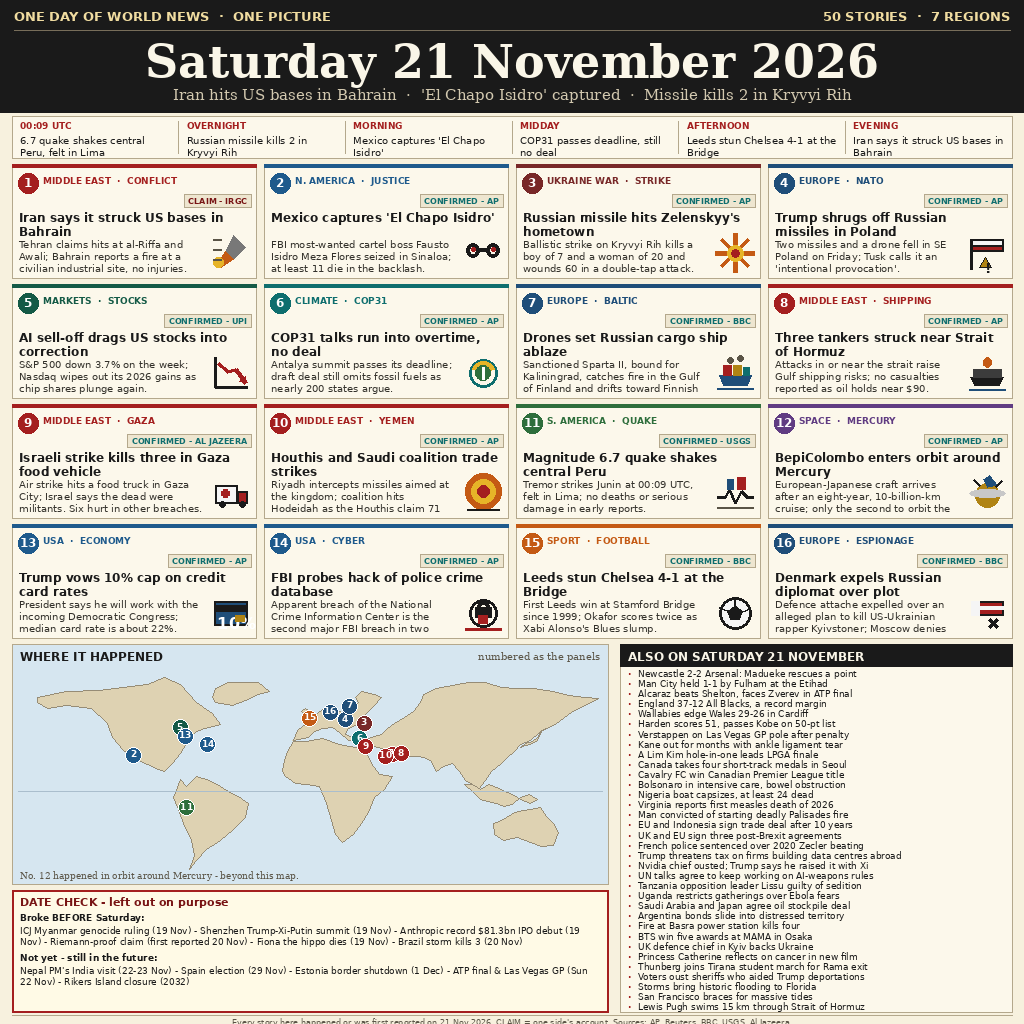 ONE DAY OF WORLD NEWS · ONE PICTURE
50 STORIES · 7 REGIONS
Saturday 21 November 2026
Iran hits US bases in Bahrain · 'El Chapo Isidro' captured · Missile kills 2 in Kryvyi Rih
00:09 UTC
6.7 quake shakes central
Peru, felt in Lima
OVERNIGHT
Russian missile kills 2 in
Kryvyi Rih
MORNING
Mexico captures 'El Chapo
Isidro'
MIDDAY
COP31 passes deadline, still
no deal
AFTERNOON
Leeds stun Chelsea 4-1 at the
Bridge
EVENING
Iran says it struck US bases in
Bahrain
1 MIDDLE EAST · CONFLICT
CLAIM - IRGC
Iran says it struck US bases in
Bahrain
Tehran claims hits at al-Riffa and
Awali; Bahrain reports a fire at a
civilian industrial site, no injuries.
2 N. AMERICA · JUSTICE
CONFIRMED - AP
Mexico captures 'El Chapo Isidro'
FBI most-wanted cartel boss Fausto
Isidro Meza Flores seized in Sinaloa;
at least 11 die in the backlash.
3 UKRAINE WAR · STRIKE
CONFIRMED - AP
Russian missile hits Zelenskyy's
hometown
Ballistic strike on Kryvyi Rih kills a
boy of 7 and a woman of 20 and
wounds 60 in a double-tap attack.
4 EUROPE · NATO
CONFIRMED - AP
Trump shrugs off Russian
missiles in Poland
Two missiles and a drone fell in SE
Poland on Friday; Tusk calls it an
'intentional provocation'.
5 MARKETS · STOCKS
CONFIRMED - UPI
AI sell-off drags US stocks into
correction
S&P 500 down 3.7% on the week;
Nasdaq wipes out its 2026 gains as
chip shares plunge again.
6 CLIMATE · COP31
CONFIRMED - AP
COP31 talks run into overtime,
no deal
Antalya summit passes its deadline;
draft deal still omits fossil fuels as
nearly 200 states argue.
7 EUROPE · BALTIC
CONFIRMED - BBC
Drones set Russian cargo ship
ablaze
Sanctioned Sparta II, bound for
Kaliningrad, catches fire in the Gulf
of Finland and drifts toward Finnish
8 MIDDLE EAST · SHIPPING
CONFIRMED - AP
Three tankers struck near Strait
of Hormuz
Attacks in or near the strait raise
Gulf shipping risks; no casualties
reported as oil holds near $90.
9 MIDDLE EAST · GAZA
CONFIRMED - AL JAZEERA
Israeli strike kills three in Gaza
food vehicle
Air strike hits a food truck in Gaza
City; Israel says the dead were
militants. Six hurt in other breaches.
10 MIDDLE EAST · YEMEN
CONFIRMED - AP
Houthis and Saudi coalition trade
strikes
Riyadh intercepts missiles aimed at
the kingdom; coalition hits
Hodeidah as the Houthis claim 71
11 S. AMERICA · QUAKE
CONFIRMED - USGS
Magnitude 6.7 quake shakes
central Peru
Tremor strikes Junin at 00:09 UTC,
felt in Lima; no deaths or serious
damage in early reports.
12 SPACE · MERCURY
CONFIRMED - AP
BepiColombo enters orbit around
Mercury
European-Japanese craft arrives
after an eight-year, 10-billion-km
cruise; only the second to orbit the
13 USA · ECONOMY
CONFIRMED - AP
Trump vows 10% cap on credit
card rates
President says he will work with the
incoming Democratic Congress;
median card rate is about 22%.
14 USA · CYBER
CONFIRMED - AP
FBI probes hack of police crime
database
Apparent breach of the National
Crime Information Center is the
second major FBI breach in two
15 SPORT · FOOTBALL
CONFIRMED - BBC
Leeds stun Chelsea 4-1 at the
Bridge
First Leeds win at Stamford Bridge
since 1999; Okafor scores twice as
Xabi Alonso's Blues slump.
16 EUROPE · ESPIONAGE
CONFIRMED - BBC
Denmark expels Russian
diplomat over plot
Defence attache expelled over an
alleged plan to kill US-Ukrainian
rapper Kyivstoner; Moscow denies
WHERE IT HAPPENED
numbered as the panels
5
13
14
2
11
15
16
7
4
3
6
9
10
8
No. 12 happened in orbit around Mercury - beyond this map.
DATE CHECK - left out on purpose
Broke BEFORE Saturday:
ICJ Myanmar genocide ruling (19 Nov) - Shenzhen Trump-Xi-Putin summit (19 Nov) - Anthropic record $81.3bn IPO debut (19
Nov) - Riemann-proof claim (first reported 20 Nov) - Fiona the hippo dies (19 Nov) - Brazil storm kills 3 (20 Nov)
Not yet - still in the future:
Nepal PM's India visit (22-23 Nov) - Spain election (29 Nov) - Estonia border shutdown (1 Dec) - ATP final & Las Vegas GP (Sun
22 Nov) - Rikers Island closure (2032)
ALSO ON SATURDAY 21 NOVEMBER
· Newcastle 2-2 Arsenal: Madueke rescues a point
· Man City held 1-1 by Fulham at the Etihad
· Alcaraz beats Shelton, faces Zverev in ATP final
· England 37-12 All Blacks, a record margin
· Wallabies edge Wales 29-26 in Cardiff
· Harden scores 51, passes Kobe on 50-pt list
· Verstappen on Las Vegas GP pole after penalty
· Kane out for months with ankle ligament tear
· A Lim Kim hole-in-one leads LPGA finale
· Canada takes four short-track medals in Seoul
· Cavalry FC win Canadian Premier League title
· Bolsonaro in intensive care, bowel obstruction
· Nigeria boat capsizes, at least 24 dead
· Virginia reports first measles death of 2026
· Man convicted of starting deadly Palisades fire
· EU and Indonesia sign trade deal after 10 years
· UK and EU sign three post-Brexit agreements
· French police sentenced over 2020 Zecler beating
· Trump threatens tax on firms building data centres abroad
· Nvidia chief ousted; Trump says he raised it with Xi
· UN talks agree to keep working on AI-weapons rules
· Tanzania opposition leader Lissu guilty of sedition
· Uganda restricts gatherings over Ebola fears
· Saudi Arabia and Japan agree oil stockpile deal
· Argentina bonds slide into distressed territory
· Fire at Basra power station kills four
· BTS win five awards at MAMA in Osaka
· UK defence chief in Kyiv backs Ukraine
· Princess Catherine reflects on cancer in new film
· Thunberg joins Tirana student march for Rama exit
· Voters oust sheriffs who aided Trump deportations
· Storms bring historic flooding to Florida
· San Francisco braces for massive tides
· Lewis Pugh swims 15 km through Strait of Hormuz
Every story here happened or was first reported on 21 Nov 2026. CLAIM = one side's account. Sources: AP, Reuters, BBC, USGS, Al Jazeera.